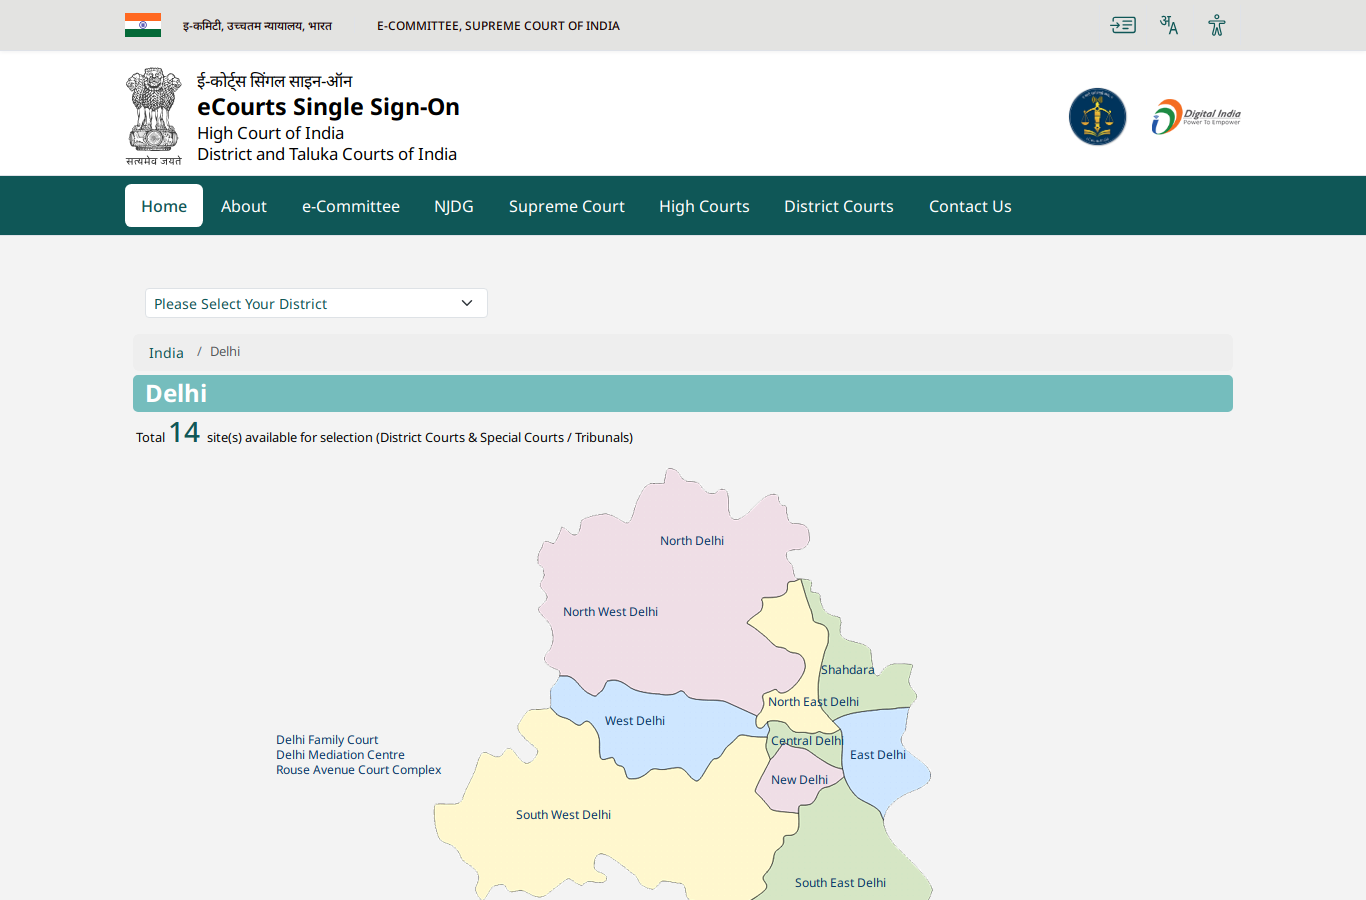 इ-कमिटी, उच्चतम न्यायालय, भारत
E-COMMITTEE, SUPREME COURT OF INDIA
अ A
सत्यमेव जयते
ई-कोर्ट्स सिंगल साइन-ऑन
eCourts Single Sign-On
High Court of India
District and Taluka Courts of India
Digital India
Power To Empower
Home About e-Committee NJDG Supreme Court High Courts District Courts Contact Us
Please Select Your District
India / Delhi
Delhi
Total 14 site(s) available for selection (District Courts & Special Courts / Tribunals)
North Delhi
North West Delhi
Shahdara
North East Delhi
West Delhi
Central Delhi
East Delhi
Delhi Family Court
Delhi Mediation Centre
Rouse Avenue Court Complex
New Delhi
South West Delhi
South East Delhi